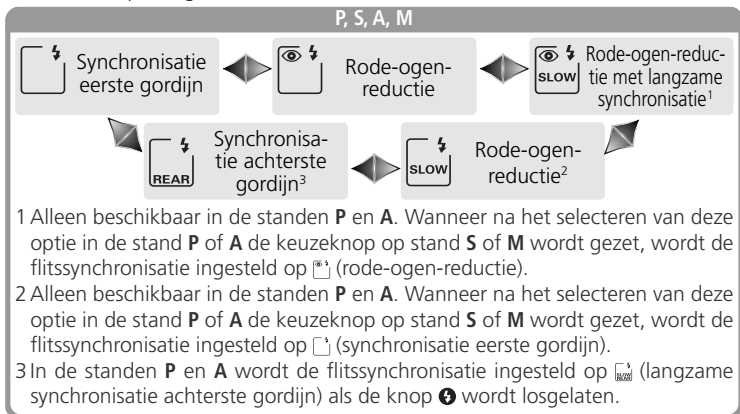 P, S, A, M
Synchronisatie
eerste gordijn
Rode-ogen-
reductie
SLOW
Rode-ogen-reduc-
tie met langzame
synchronisatie1
REAR
Synchronisa-
tie achterste
gordijn3
SLOW
Rode-ogen-
reductie2
1 Alleen beschikbaar in de standen P en A. Wanneer na het selecteren van deze
optie in de stand P of A de keuzeknop op stand S of M wordt gezet, wordt de
flitssynchronisatie ingesteld op (rode-ogen-reductie).
2 Alleen beschikbaar in de standen P en A. Wanneer na het selecteren van deze
optie in de stand P of A de keuzeknop op stand S of M wordt gezet, wordt de
flitssynchronisatie ingesteld op (synchronisatie eerste gordijn).
3 In de standen P en A wordt de flitssynchronisatie ingesteld op SLOW REAR (langzame
synchronisatie achterste gordijn) als de knop wordt losgelaten.